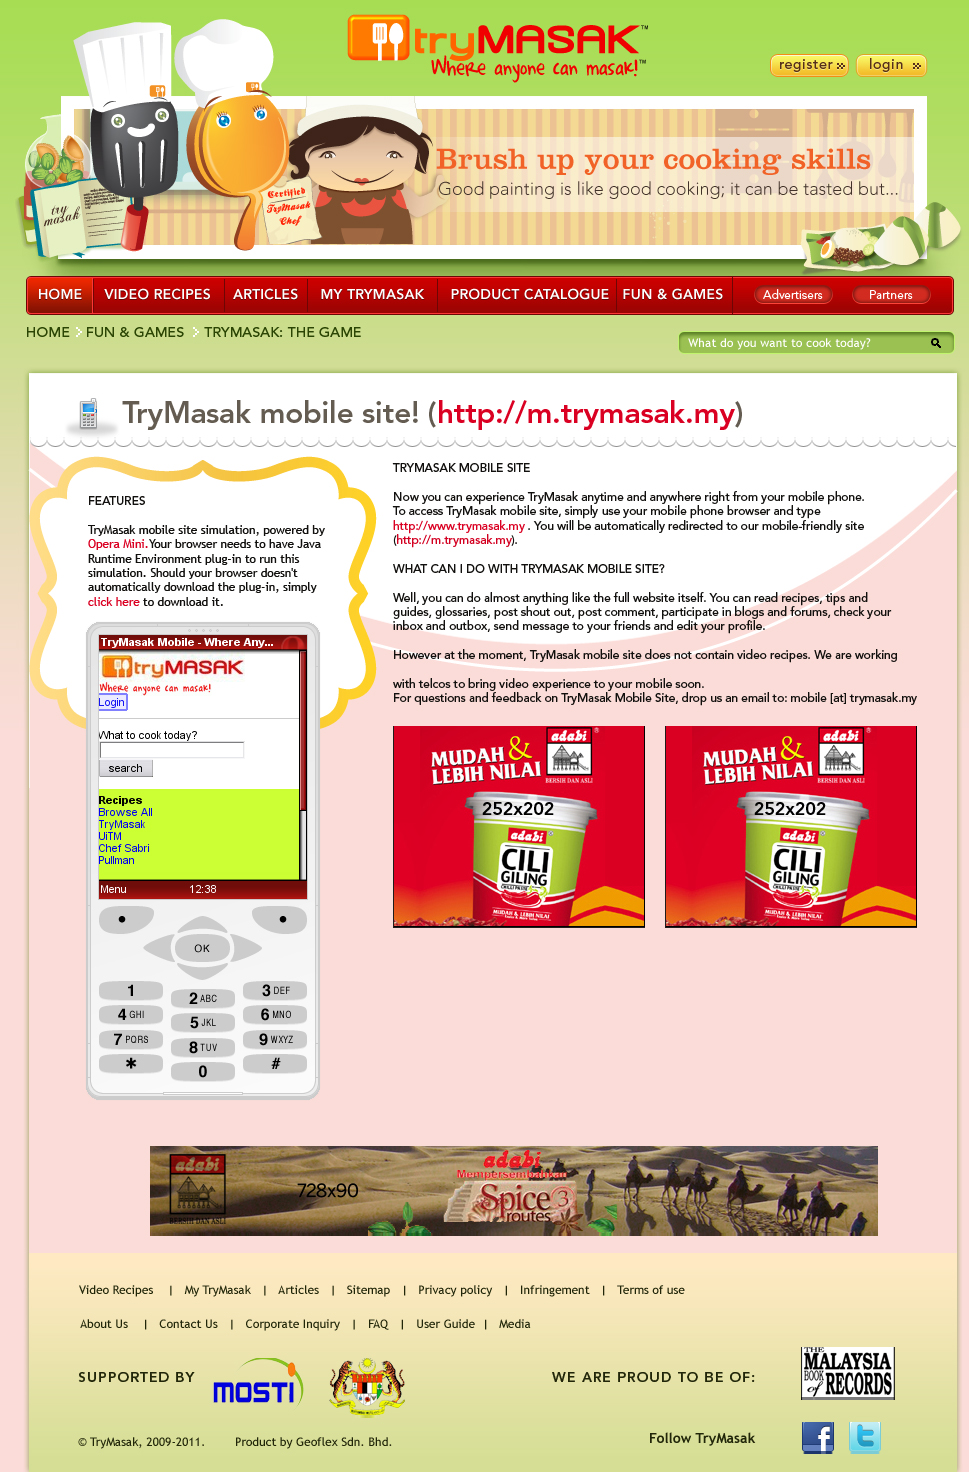 tryMASAK™
Where anyone can masak!™
register
login
try
masak
Certified
TryMasak
Chef
Brush up your cooking skills
Good painting is like good cooking; it can be tasted but...
HOME VIDEO RECIPES ARTICLES MY TRYMASAK PRODUCT CATALOGUE FUN & GAMES Advertisers Partners
HOME FUN & GAMES TRYMASAK: THE GAME
What do you want to cook today?
TryMasak mobile site! (http://m.trymasak.my)
FEATURES
TryMasak mobile site simulation, powered by
Opera Mini.Your browser needs to have Java
Runtime Environment plug-in to run this
simulation. Should your browser doesn't
automatically download the plug-in, simply
click here to download it.
TryMasak Mobile - Where Any...
tryMASAK
Where anyone can masak!
Login
What to cook today?
search
Recipes
Browse All
TryMasak
UiTM
Chef Sabri
Pullman
Menu 12:38
OK
1
2 ABC
3 DEF
4 GHI
5 JKL
6 MNO
7 PQRS
8 TUV
9 WXYZ
*
0
#
TRYMASAK MOBILE SITE
Now you can experience TryMasak anytime and anywhere right from your mobile phone.
To access TryMasak mobile site, simply use your mobile phone browser and type
http://www.trymasak.my . You will be automatically redirected to our mobile-friendly site
(http://m.trymasak.my).
WHAT CAN I DO WITH TRYMASAK MOBILE SITE?
Well, you can do almost anything like the full website itself. You can read recipes, tips and
guides, glossaries, post shout out, post comment, participate in blogs and forums, check your
inbox and outbox, send message to your friends and edit your profile.
However at the moment, TryMasak mobile site does not contain video recipes. We are working
with telcos to bring video experience to your mobile soon.
For questions and feedback on TryMasak Mobile Site, drop us an email to: mobile [at] trymasak.my
MUDAH &
LEBIH NILAI
adabi
BERSIH DAN ASLI
252x202
adabi
CILI
GILING
CHILLI PASTE
MUDAH & LEBIH NILAI
MUDAH &
LEBIH NILAI
adabi
BERSIH DAN ASLI
252x202
adabi
CILI
GILING
CHILLI PASTE
MUDAH & LEBIH NILAI
adabi
BERSIH DAN ASLI
728x90
adabi
Mempersembahkan
Spice 3
routes
Video Recipes | My TryMasak | Articles | Sitemap | Privacy policy | Infringement | Terms of use
About Us | Contact Us | Corporate Inquiry | FAQ | User Guide | Media
SUPPORTED BY
MOSTI
WE ARE PROUD TO BE OF:
THE
MALAYSIA
BOOK of RECORDS
© TryMasak, 2009-2011. Product by Geoflex Sdn. Bhd.
Follow TryMasak